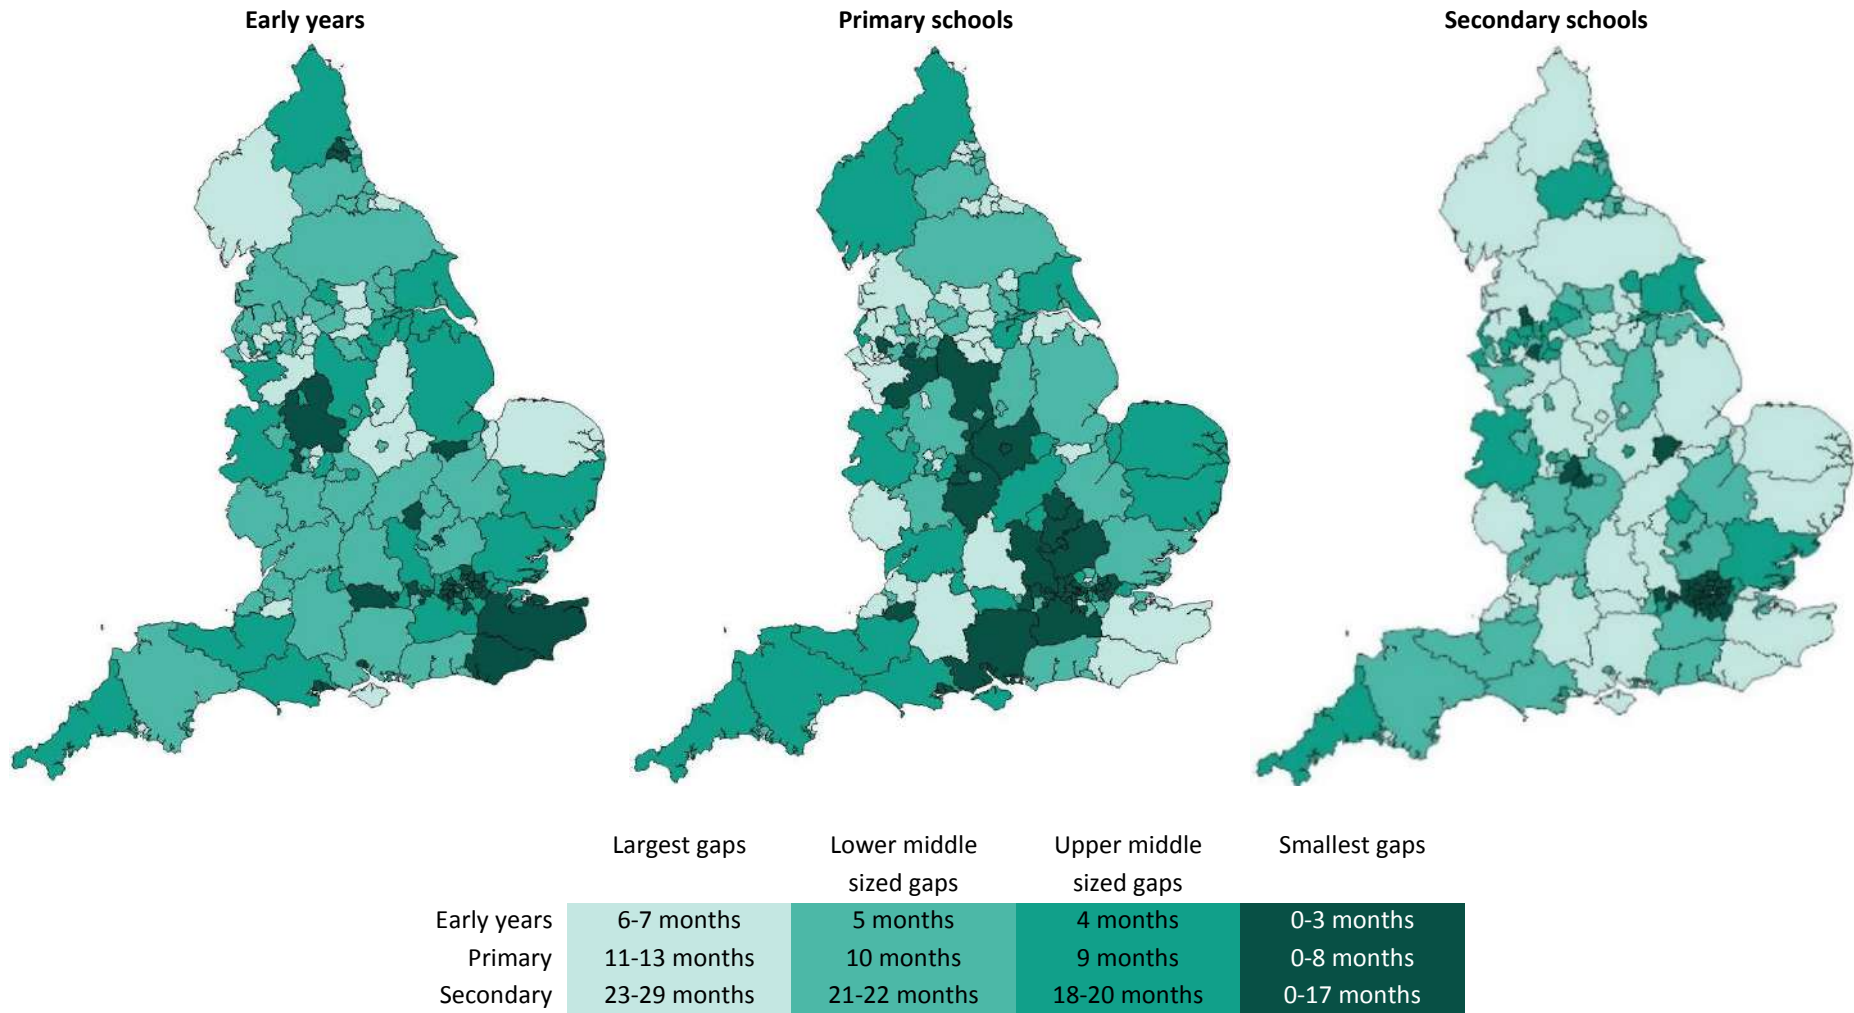 Early years Primary schools Secondary schools
Largest gaps Lower middle sized gaps Upper middle sized gaps Smallest gaps
Early years 6-7 months 5 months 4 months 0-3 months
Primary 11-13 months 10 months 9 months 0-8 months
Secondary 23-29 months 21-22 months 18-20 months 0-17 months